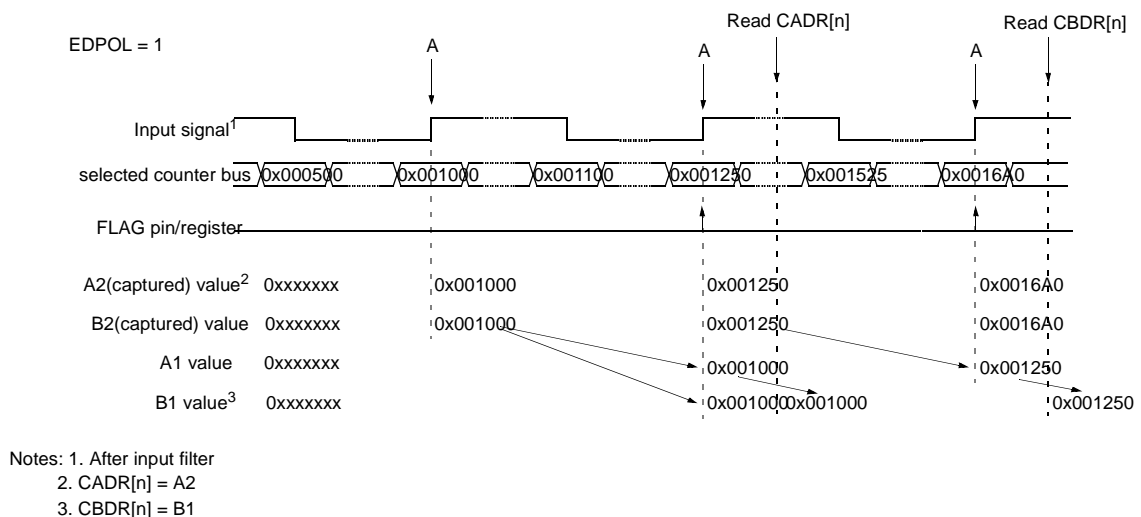 Read CADR[n] Read CBDR[n]
EDPOL = 1 A A A
Input signal1
selected counter bus 0x000500 0x001000 0x001100 0x001250 0x001525 0x0016A0
FLAG pin/register
A2(captured) value2 0xxxxxxx 0x001000 0x001250 0x0016A0
B2(captured) value 0xxxxxxx 0x001000 0x001250 0x0016A0
A1 value 0xxxxxxx 0x001000 0x001250
B1 value3 0xxxxxxx 0x001000 0x001000 0x001250
Notes: 1. After input filter
2. CADR[n] = A2
3. CBDR[n] = B1